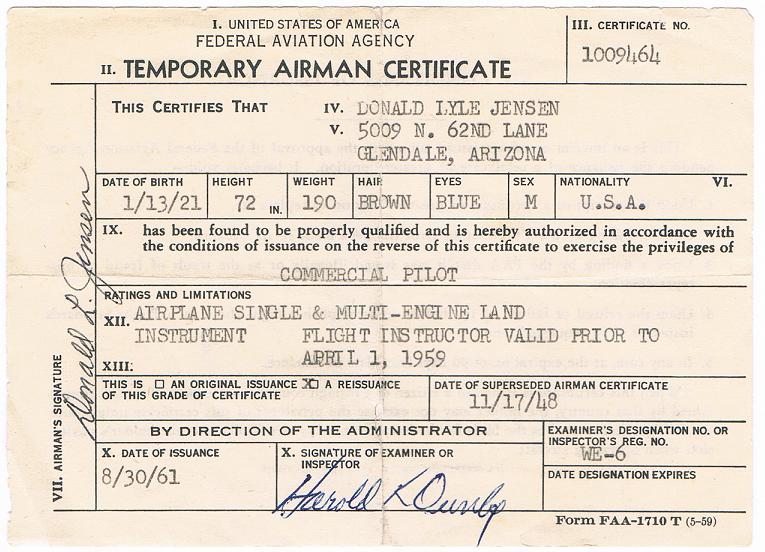 I. UNITED STATES OF AMERICA
FEDERAL AVIATION AGENCY
III. CERTIFICATE NO.
1009464
II. TEMPORARY AIRMAN CERTIFICATE
THIS CERTIFIES THAT IV. DONALD LYLE JENSEN
V. 5009 N. 62ND LANE
GLENDALE, ARIZONA
DATE OF BIRTH HEIGHT WEIGHT HAIR EYES SEX NATIONALITY VI.
1/13/21 72 IN. 190 BROWN BLUE M U.S.A.
IX. has been found to be properly qualified and is hereby authorized in accordance with
the conditions of issuance on the reverse of this certificate to exercise the privileges of
COMMERCIAL PILOT
RATINGS AND LIMITATIONS
XII. AIRPLANE SINGLE & MULTI-ENGINE LAND
INSTRUMENT FLIGHT INSTRUCTOR VALID PRIOR TO
XIII: APRIL 1, 1959
THIS IS ☐ AN ORIGINAL ISSUANCE ☒ A REISSUANCE
OF THIS GRADE OF CERTIFICATE
DATE OF SUPERSEDED AIRMAN CERTIFICATE
11/17/48
BY DIRECTION OF THE ADMINISTRATOR
EXAMINER'S DESIGNATION NO. OR
INSPECTOR'S REG. NO.
WE-6
X. DATE OF ISSUANCE
8/30/61
X. SIGNATURE OF EXAMINER OR
INSPECTOR
Harold K Dunlop
DATE DESIGNATION EXPIRES
Form FAA-1710 T (5-59)
VII. AIRMAN'S SIGNATURE
Donald L. Jensen